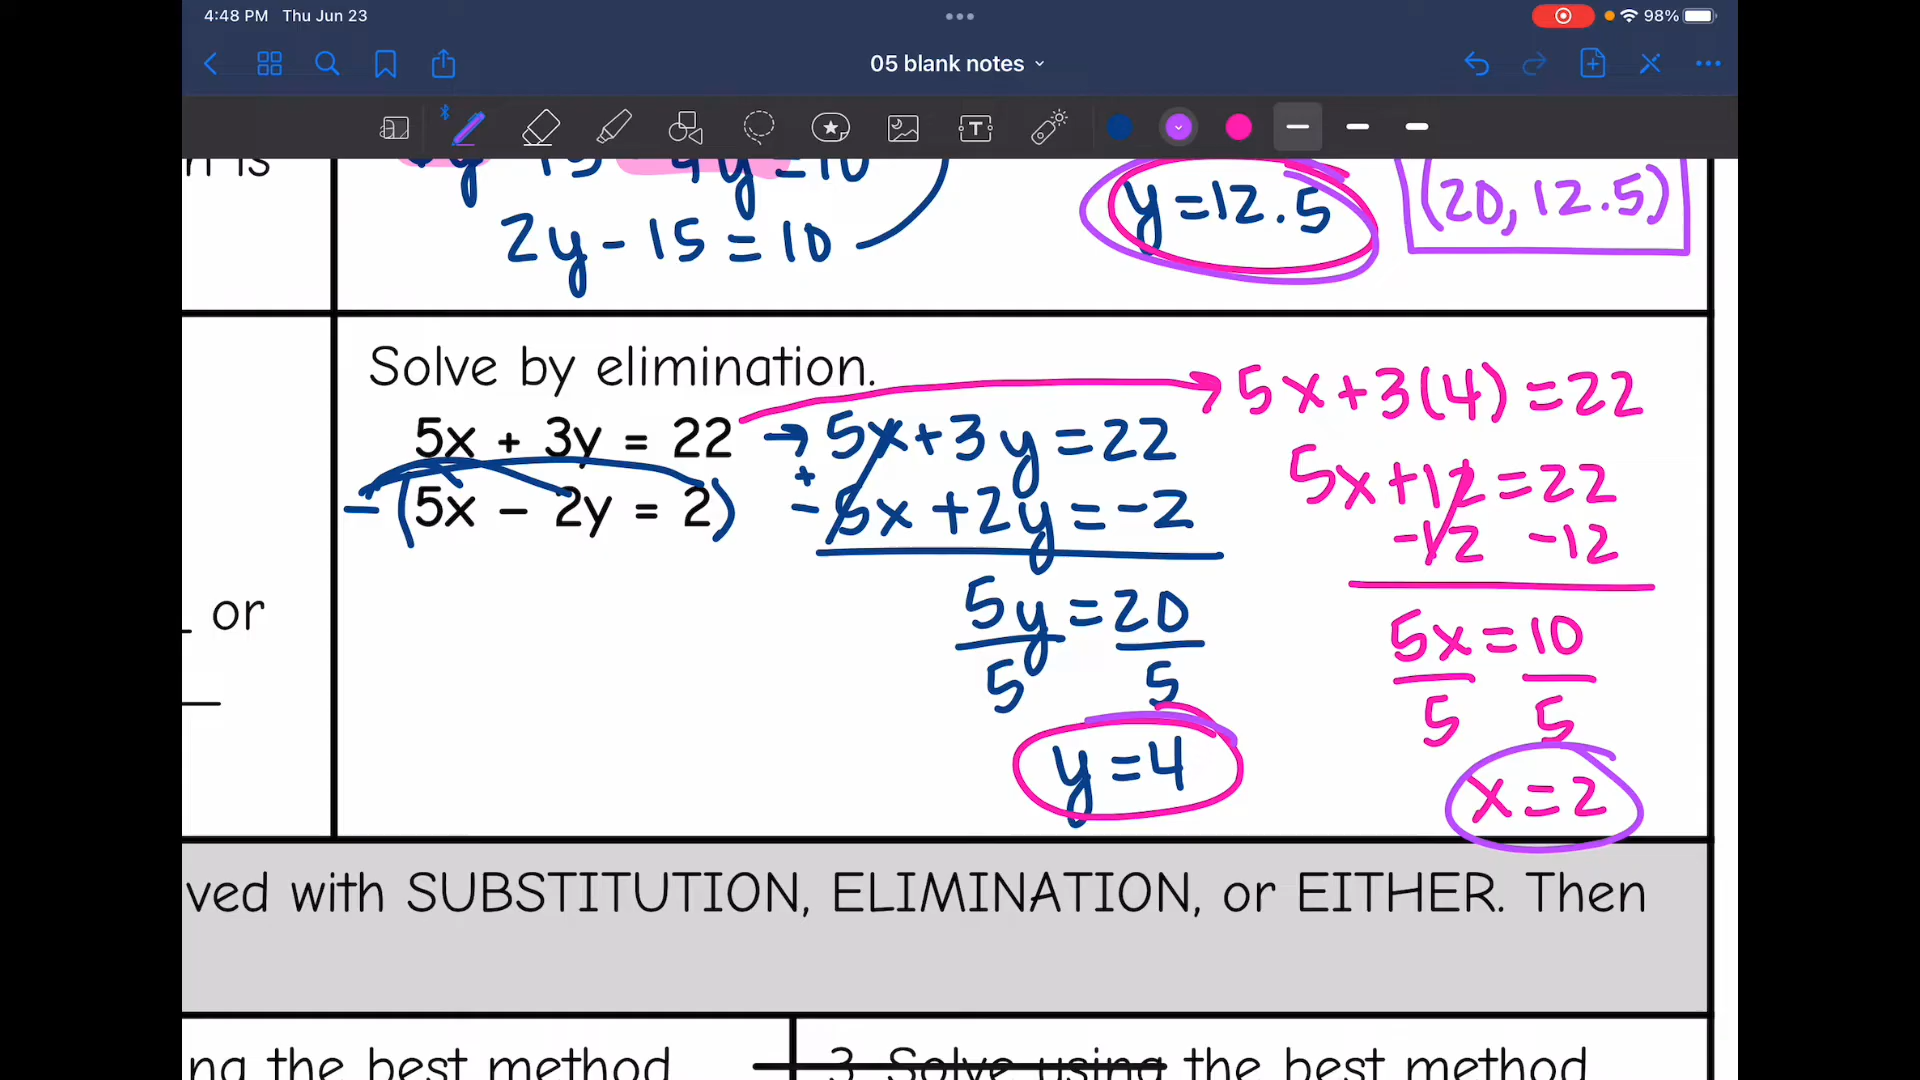 4:48 PM Thu Jun 23
98%
05 blank notes
y=12.5
(20, 12.5)
2y - 15 = 10
Solve by elimination.
5x + 3(4) = 22
5x + 3y = 22 → 5x + 3y = 22
5x + 12 = 22
-(5x − 2y = 2)
+ -5x + 2y = -2
-12 -12
5y = 20
or
5x = 10
5 5
5 5
y = 4
x = 2
ved with SUBSTITUTION, ELIMINATION, or EITHER. Then
ng the best method
3. Solve using the best method